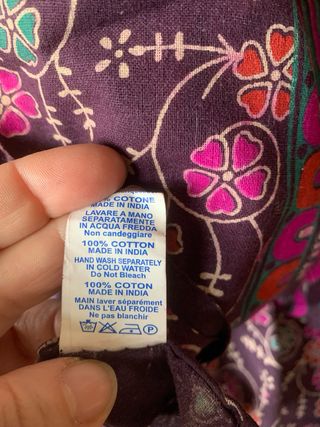 100% COTONE
MADE IN INDIA
LAVARE A MANO
SEPARATAMENTE
IN ACQUA FREDDA
Non candeggiare
100% COTTON
MADE IN INDIA
HAND WASH SEPARATELY
IN COLD WATER
Do Not Bleach
100% COTON
MADE IN INDIA
MAIN laver séparément
DANS L'EAU FROIDE
Ne pas blanchir
P